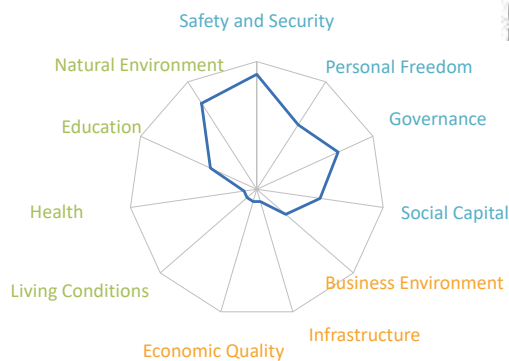 Safety and Security
Natural Environment
Personal Freedom
Education
Governance
Health
Social Capital
Living Conditions
Business Environment
Infrastructure
Economic Quality